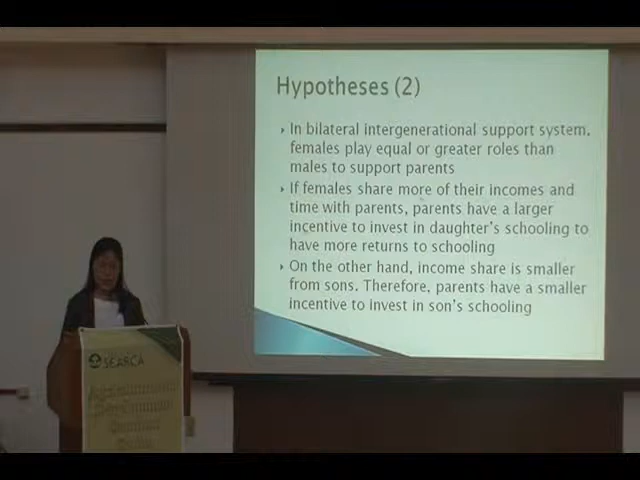 Hypotheses (2)
In bilateral intergenerational support system,
females play equal or greater roles than
males to support parents
If females share more of their incomes and
time with parents, parents have a larger
incentive to invest in daughter's schooling to
have more returns to schooling
On the other hand, income share is smaller
from sons. Therefore, parents have a smaller
incentive to invest in son's schooling
SEARCA